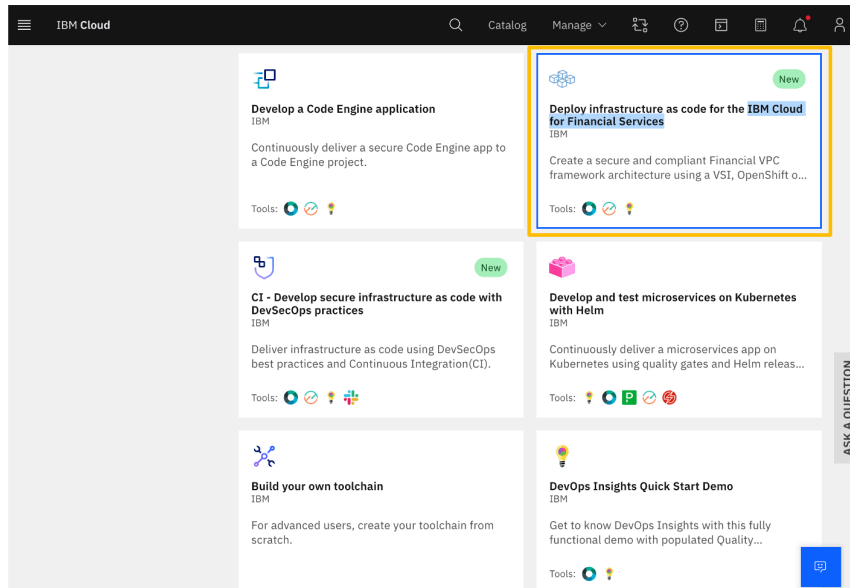 IBM Cloud
Catalog
Manage
Develop a Code Engine application
IBM
Continuously deliver a secure Code Engine app to
a Code Engine project.
Tools:
New
Deploy infrastructure as code for the IBM Cloud
for Financial Services
IBM
Create a secure and compliant Financial VPC
framework architecture using a VSI, OpenShift o...
Tools:
New
CI - Develop secure infrastructure as code with
DevSecOps practices
IBM
Deliver infrastructure as code using DevSecOps
best practices and Continuous Integration(CI).
Tools:
Develop and test microservices on Kubernetes
with Helm
IBM
Continuously deliver a microservices app on
Kubernetes using quality gates and Helm releas...
Tools:
P
Build your own toolchain
IBM
For advanced users, create your toolchain from
scratch.
DevOps Insights Quick Start Demo
IBM
Get to know DevOps Insights with this fully
functional demo with populated Quality...
Tools:
ASK A QUESTION